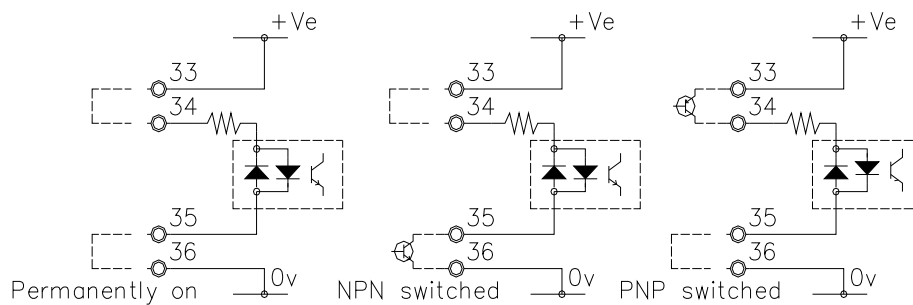 +Ve +Ve +Ve
33 33 33
34 34 34
35 35 35
36 36 36
0v 0v 0v
Permanently on NPN switched PNP switched